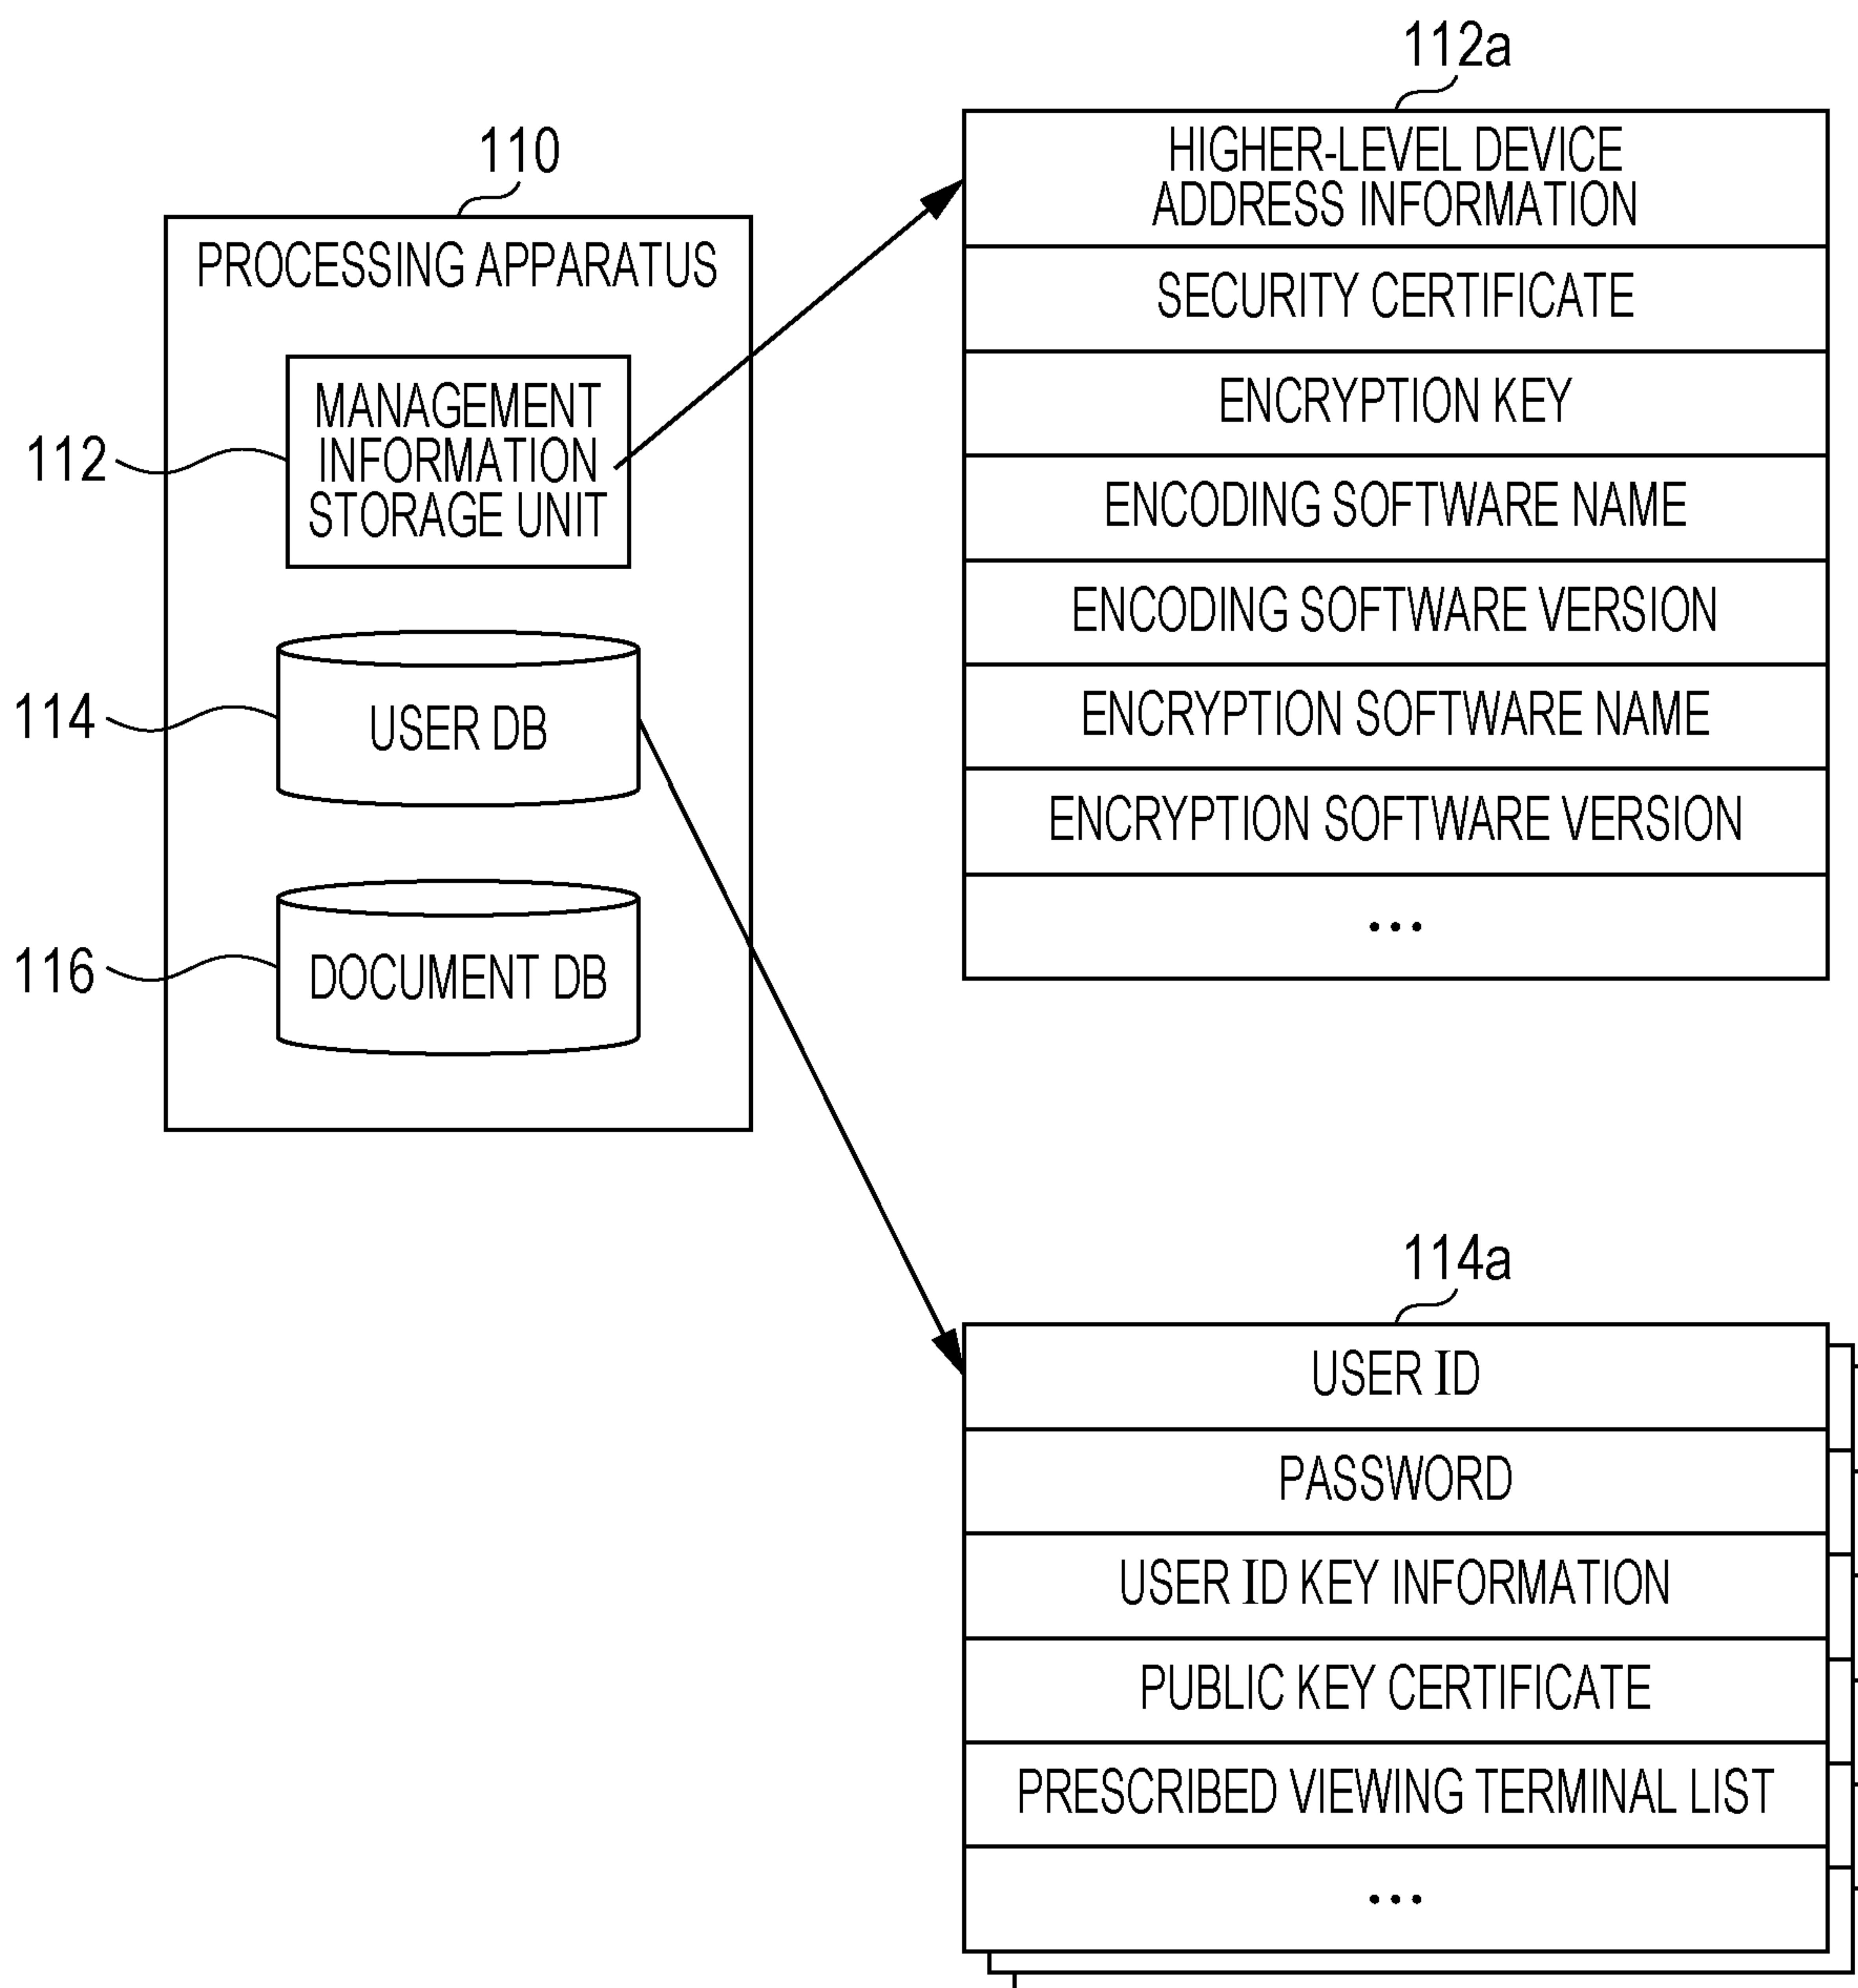 110
PROCESSING APPARATUS
112
MANAGEMENT
INFORMATION
STORAGE UNIT
114
USER DB
116
DOCUMENT DB
112a
HIGHER-LEVEL DEVICE
ADDRESS INFORMATION
SECURITY CERTIFICATE
ENCRYPTION KEY
ENCODING SOFTWARE NAME
ENCODING SOFTWARE VERSION
ENCRYPTION SOFTWARE NAME
ENCRYPTION SOFTWARE VERSION
...
114a
USER ID
PASSWORD
USER ID KEY INFORMATION
PUBLIC KEY CERTIFICATE
PRESCRIBED VIEWING TERMINAL LIST
...